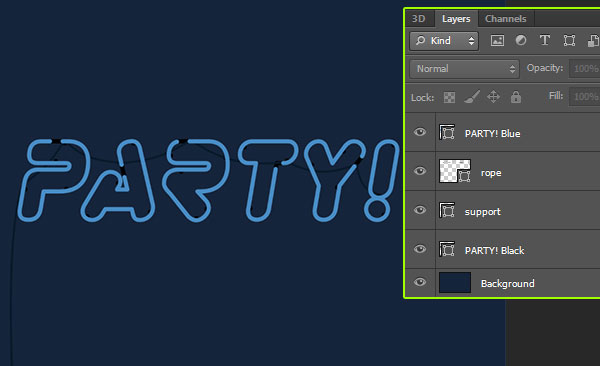 3D Layers Channels
Kind
Normal Opacity: 100%
Lock: Fill: 100%
PARTY! Blue
rope
support
PARTY! Black
Background
PARTY!